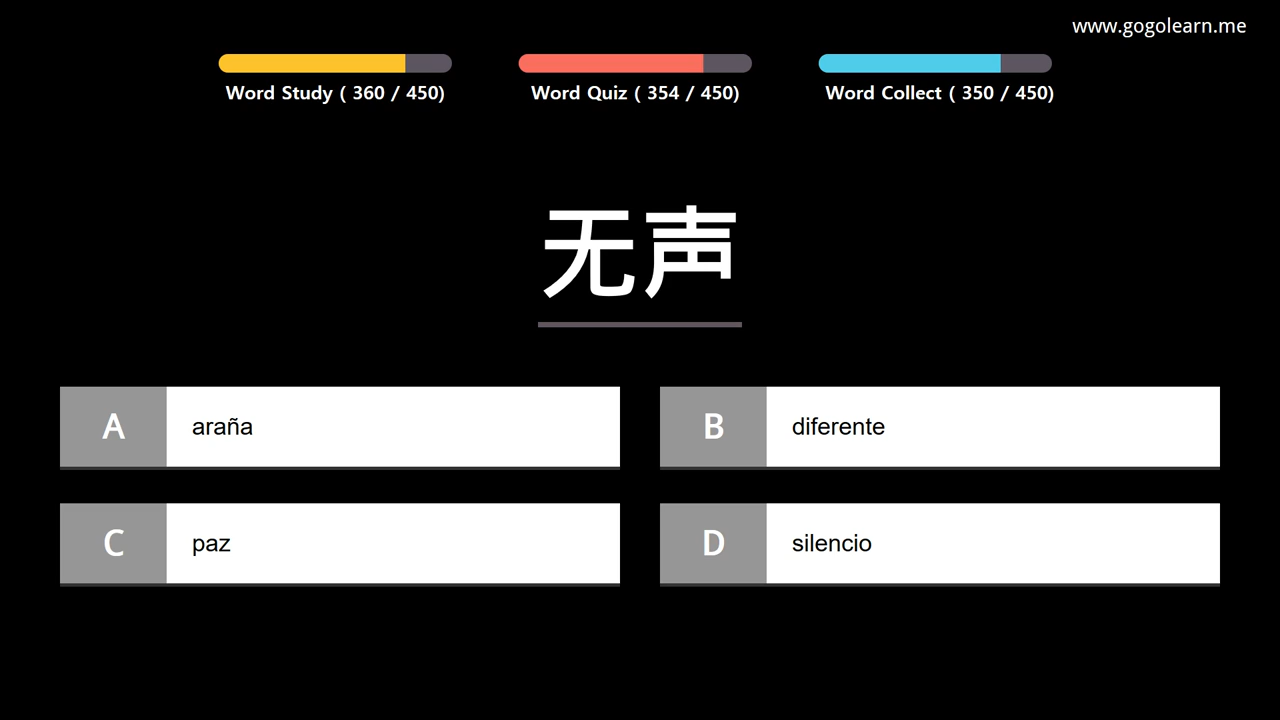 www.gogolearn.me
Word Study ( 360 / 450)
Word Quiz ( 354 / 450)
Word Collect ( 350 / 450)
无声
A araña
B diferente
C paz
D silencio